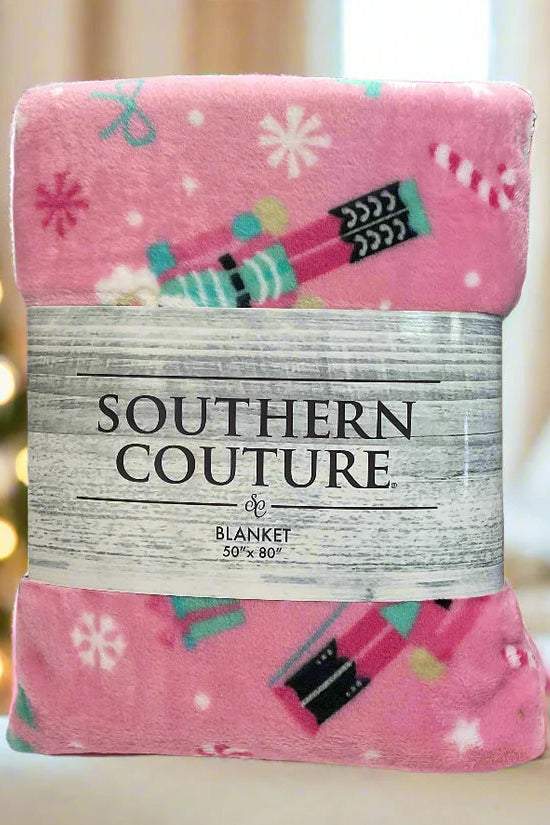 SOUTHERN
COUTURE®
SC
BLANKET
50"x 80"